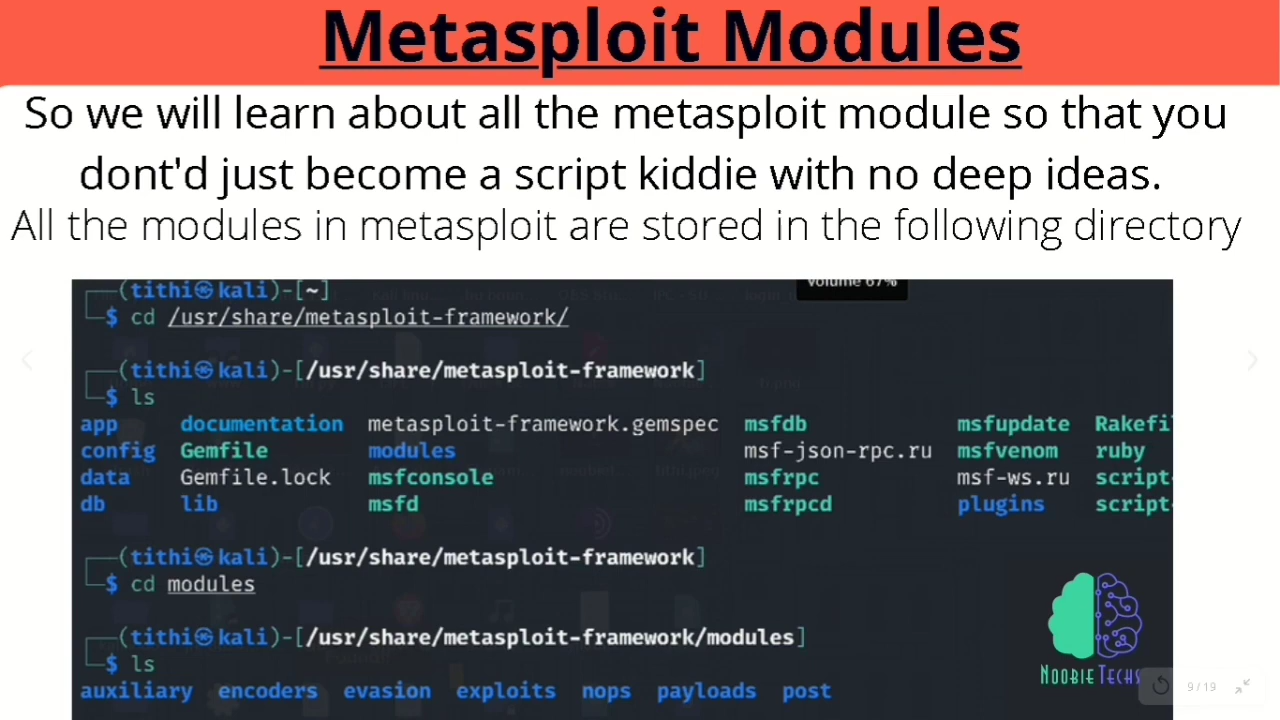 Metasploit Modules
So we will learn about all the metasploit module so that you
dont'd just become a script kiddie with no deep ideas.
All the modules in metasploit are stored in the following directory
┌──(tithi㉿kali)-[~]
Volume 67%
└─$ cd /usr/share/metasploit-framework/
┌──(tithi㉿kali)-[/usr/share/metasploit-framework]
└─$ ls
app documentation metasploit-framework.gemspec msfdb msfupdate Rakefi
config Gemfile modules msf-json-rpc.ru msfvenom ruby
data Gemfile.lock msfconsole msfrpc msf-ws.ru script
db lib msfd msfrpcd plugins script
┌──(tithi㉿kali)-[/usr/share/metasploit-framework]
└─$ cd modules
┌──(tithi㉿kali)-[/usr/share/metasploit-framework/modules]
└─$ ls
auxiliary encoders evasion exploits nops payloads post
NOOBIE TECHS
9/19